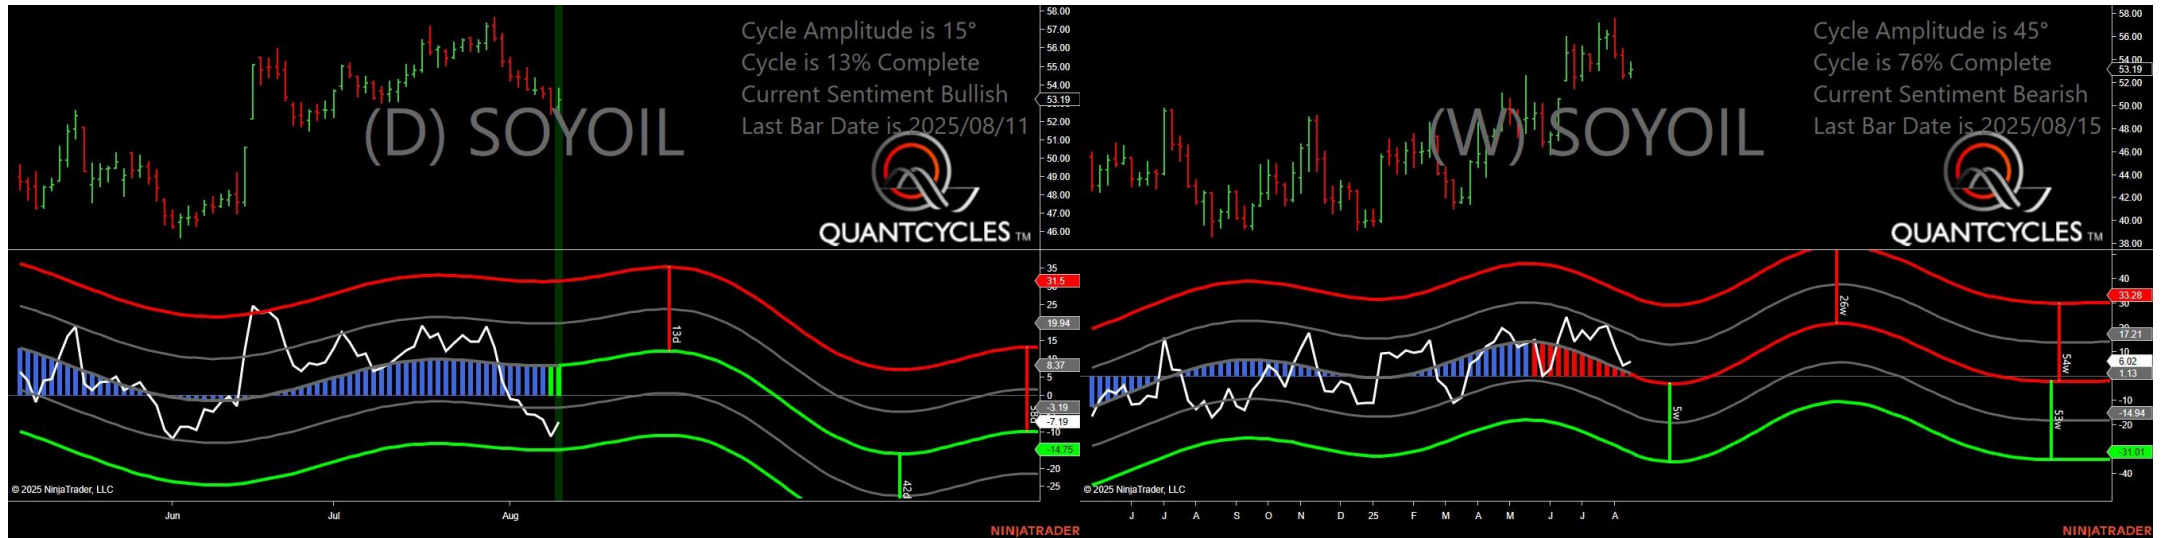 Cycle Amplitude is 15°
Cycle is 13% Complete
Current Sentiment Bullish
Last Bar Date is 2025/08/11
(D) SOYOIL
QUANTCYCLES TM
58.00
57.00
56.00
55.00
54.00
53.19
52.00
51.00
50.00
49.00
48.00
47.00
46.00
35
31.5
25
19.94
15
10
8.37
5
0
-3.19
-7.19
-10
-14.75
-20
-25
13d
42d
58d
© 2025 NinjaTrader, LLC
Jun
Jul
Aug
NINJATRADER
Cycle Amplitude is 45°
Cycle is 76% Complete
Current Sentiment Bearish
Last Bar Date is 2025/08/15
(W) SOYOIL
QUANTCYCLES TM
58.00
56.00
54.00
53.19
52.00
50.00
48.00
46.00
44.00
42.00
40.00
38.00
40
30
33.28
20
17.21
10
6.02
1.13
-10
-14.94
-20
-31.01
-40
26w
54w
5w
53w
© 2025 NinjaTrader, LLC
J
J
A
S
O
N
D
25
F
M
A
M
J
J
A
NINJATRADER